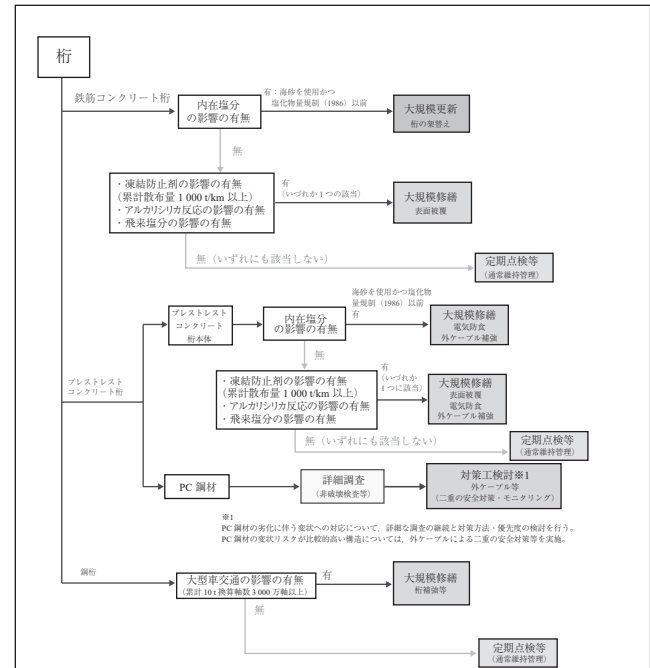 桁
鉄筋コンクリート桁
内在塩分
の影響の有無
有：海砂を使用かつ
塩化物量規制（1986）以前
大規模更新
桁の架替え
無
・凍結防止剤の影響の有無
（累計散布量 1 000 t/km 以上）
・アルカリシリカ反応の影響の有無
・飛来塩分の影響の有無
有
（いづれか 1 つの該当）
大規模修繕
表面被覆
無（いずれにも該当しない）
定期点検等
（通常維持管理）
プレストレスト
コンクリート桁
プレストレスト
コンクリート
桁本体
内在塩分
の影響の有無
海砂を使用かつ塩化物
量規制（1986）以前
有
大規模修繕
電気防食
外ケーブル補強
無
・凍結防止剤の影響の有無
（累計散布量 1 000 t/km 以上）
・アルカリシリカ反応の影響の有無
・飛来塩分の影響の有無
有
（いづれか
1つに該当）
大規模修繕
表面被覆
電気防食
外ケーブル補強
無（いずれにも該当しない）
定期点検等
（通常維持管理）
PC 鋼材
詳細調査
（非破壊検査等）
対策工検討※1
外ケーブル等
（二重の安全対策・モニタリング）
※1
PC 鋼材の劣化に伴う変状への対応について，詳細な調査の継続と対策方法・優先度の検討を行う。
PC 鋼材の変状リスクが比較的高い構造については，外ケーブルによる二重の安全対策等を実施。
鋼桁
大型車交通の影響の有無
（累計 10 t 換算軸数 3 000 万軸以上）
有
大規模修繕
桁補強等
無
定期点検等
（通常維持管理）